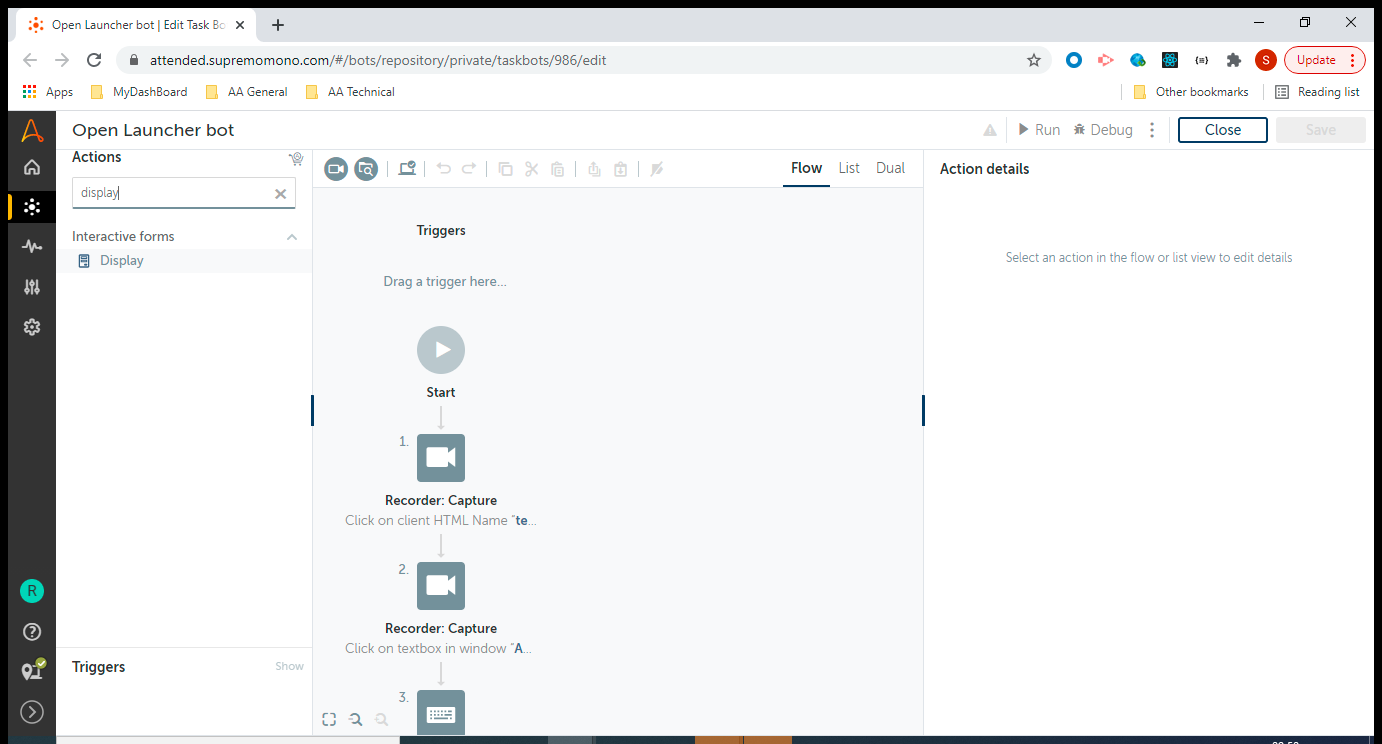 Open Launcher bot | Edit Task Bo
attended.supremomono.com/#/bots/repository/private/taskbots/986/edit
S
Update
Apps
MyDashBoard
AA General
AA Technical
Other bookmarks
Reading list
Open Launcher bot
Run
Debug
Close
Save
Actions
display
Interactive forms
Display
Flow
List
Dual
Triggers
Drag a trigger here...
Start
1.
Recorder: Capture
Click on client HTML Name "te...
2.
Recorder: Capture
Click on textbox in window "A...
3.
Action details
Select an action in the flow or list view to edit details
R
Triggers
Show